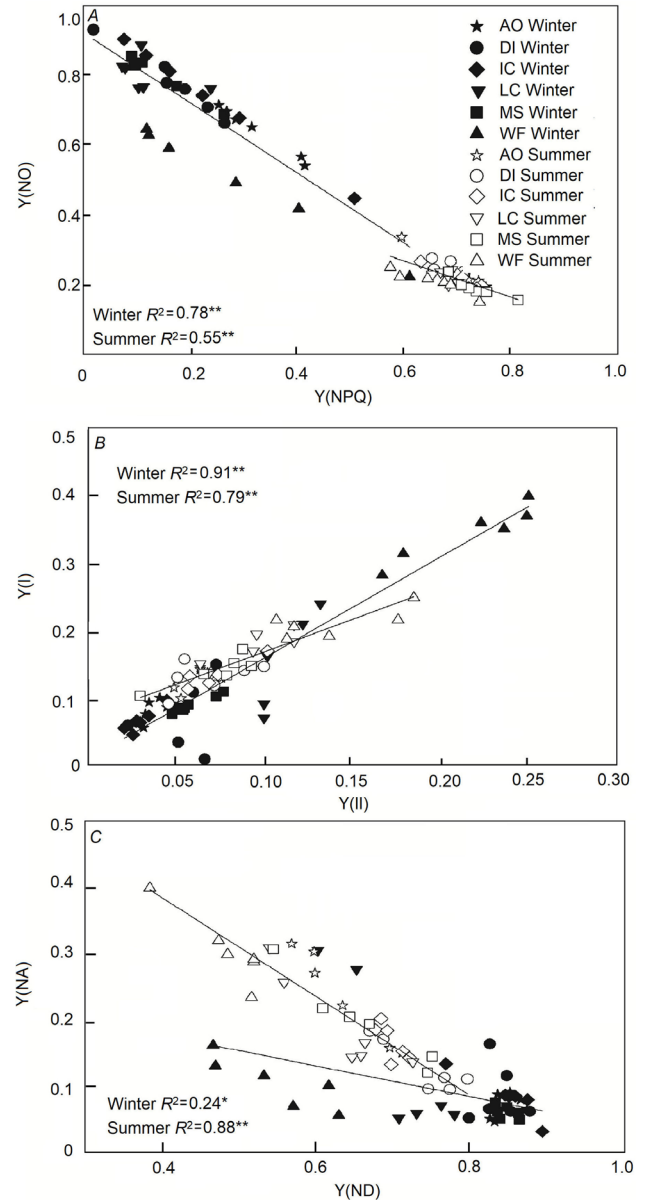 A
1.0
0.8
0.6
0.4
0.2
Y(NO)
AO Winter
DI Winter
IC Winter
LC Winter
MS Winter
WF Winter
AO Summer
DI Summer
IC Summer
LC Summer
MS Summer
WF Summer
Winter R²=0.78**
Summer R²=0.55**
0 0.2 0.4 0.6 0.8 1.0
Y(NPQ)
B
0.5
0.4
0.3
0.2
0.1
0
Y(I)
Winter R²=0.91**
Summer R²=0.79**
0.05 0.10 0.15 0.20 0.25 0.30
Y(II)
C
0.5
0.4
0.3
0.2
0.1
0
Y(NA)
Winter R²=0.24*
Summer R²=0.88**
0.4 0.6 0.8 1.0
Y(ND)